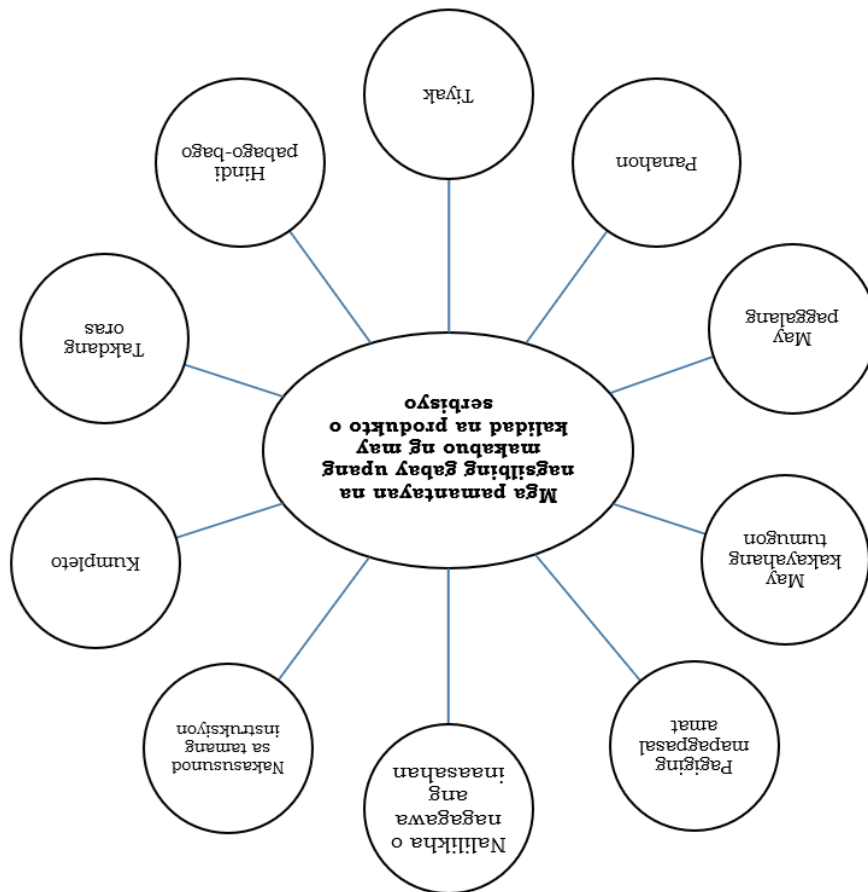 Nalilikha o
nagagawa
ang
inaasahan
Pagiging
mapagpasal
amat
Nakasusunod
sa tamang
instruksiyon
May
kakayahang
tumugon
Kumpleto
Mga pamantayan na
nagsilbing gabay upang
makabuo ng may
kalidad na produkto o
serbisyo
May
paggalang
Takdang
oras
Panahon
Hindi
pabago-bago
Tiyak